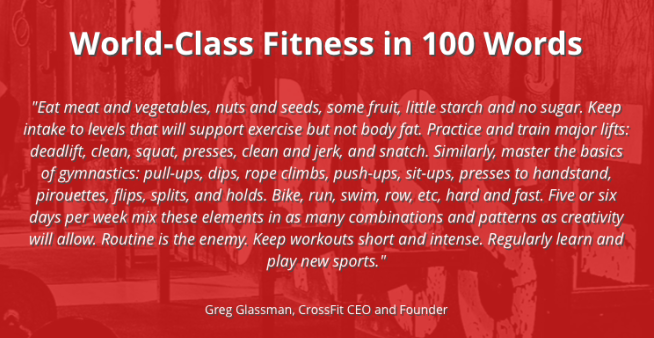 World-Class Fitness in 100 Words
"Eat meat and vegetables, nuts and seeds, some fruit, little starch and no sugar. Keep
intake to levels that will support exercise but not body fat. Practice and train major lifts:
deadlift, clean, squat, presses, clean and jerk, and snatch. Similarly, master the basics
of gymnastics: pull-ups, dips, rope climbs, push-ups, sit-ups, presses to handstand,
pirouettes, flips, splits, and holds. Bike, run, swim, row, etc, hard and fast. Five or six
days per week mix these elements in as many combinations and patterns as creativity
will allow. Routine is the enemy. Keep workouts short and intense. Regularly learn and
play new sports."
Greg Glassman, CrossFit CEO and Founder